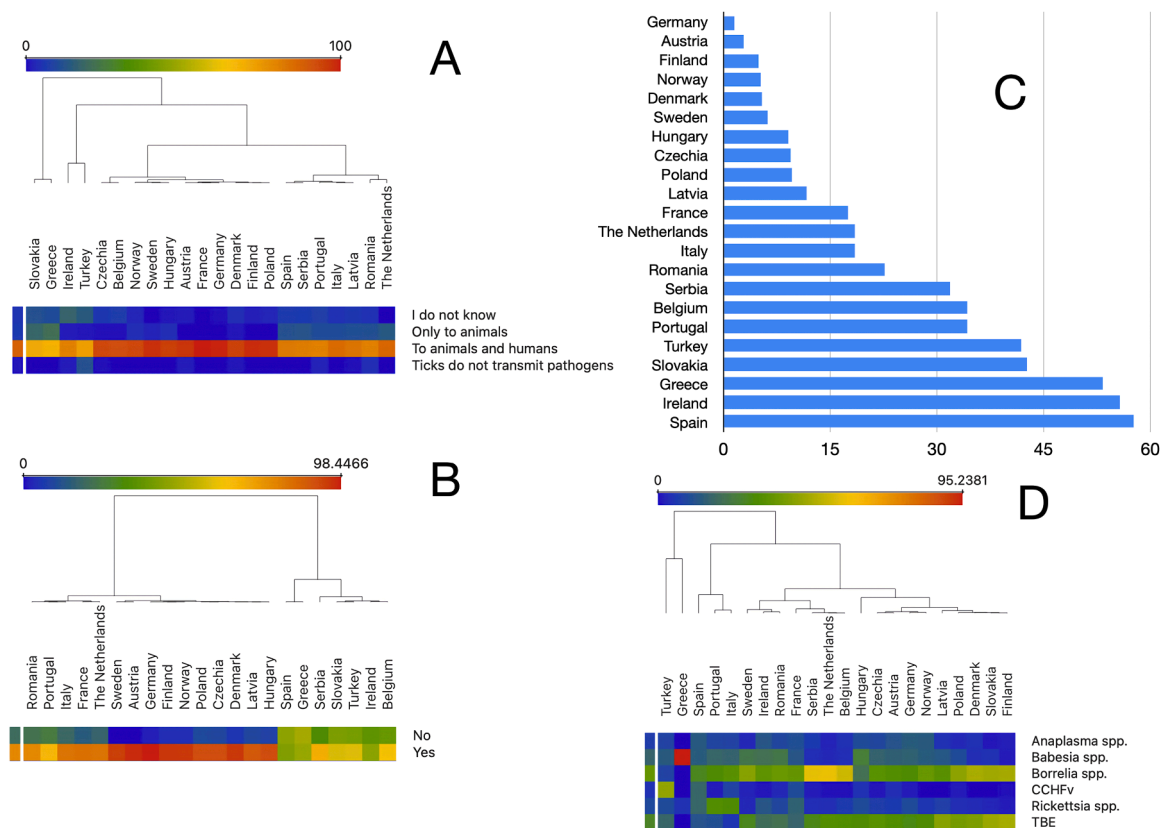 A
0 100
Slovakia
Greece
Ireland
Turkey
Czechia
Belgium
Norway
Sweden
Hungary
Austria
France
Germany
Denmark
Finland
Poland
Spain
Serbia
Portugal
Italy
Latvia
Romania
The Netherlands
I do not know
Only to animals
To animals and humans
Ticks do not transmit pathogens
B
0 98.4466
Romania
Portugal
Italy
France
The Netherlands
Sweden
Austria
Germany
Finland
Norway
Poland
Czechia
Denmark
Latvia
Hungary
Spain
Greece
Serbia
Slovakia
Turkey
Ireland
Belgium
No
Yes
C
Germany
Austria
Finland
Norway
Denmark
Sweden
Hungary
Czechia
Poland
Latvia
France
The Netherlands
Italy
Romania
Serbia
Belgium
Portugal
Turkey
Slovakia
Greece
Ireland
Spain
0 15 30 45 60
D
0 95.2381
Turkey
Greece
Spain
Portugal
Italy
Sweden
Ireland
Romania
France
Serbia
The Netherlands
Belgium
Hungary
Czechia
Austria
Germany
Norway
Latvia
Poland
Denmark
Slovakia
Finland
Anaplasma spp.
Babesia spp.
Borrelia spp.
CCHFv
Rickettsia spp.
TBE